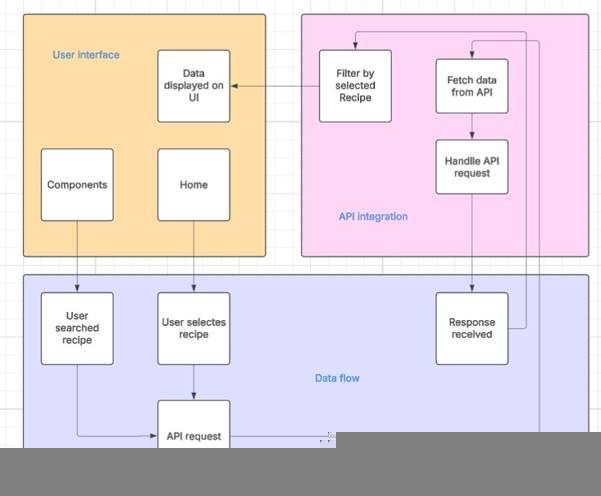 User interface
Data
displayed on
UI
Filter by
selected
Recipe
Fetch data
from API
Components
Home
Handlle API
request
API integration
User
searched
recipe
User selectes
recipe
Response
received
Data flow
API request